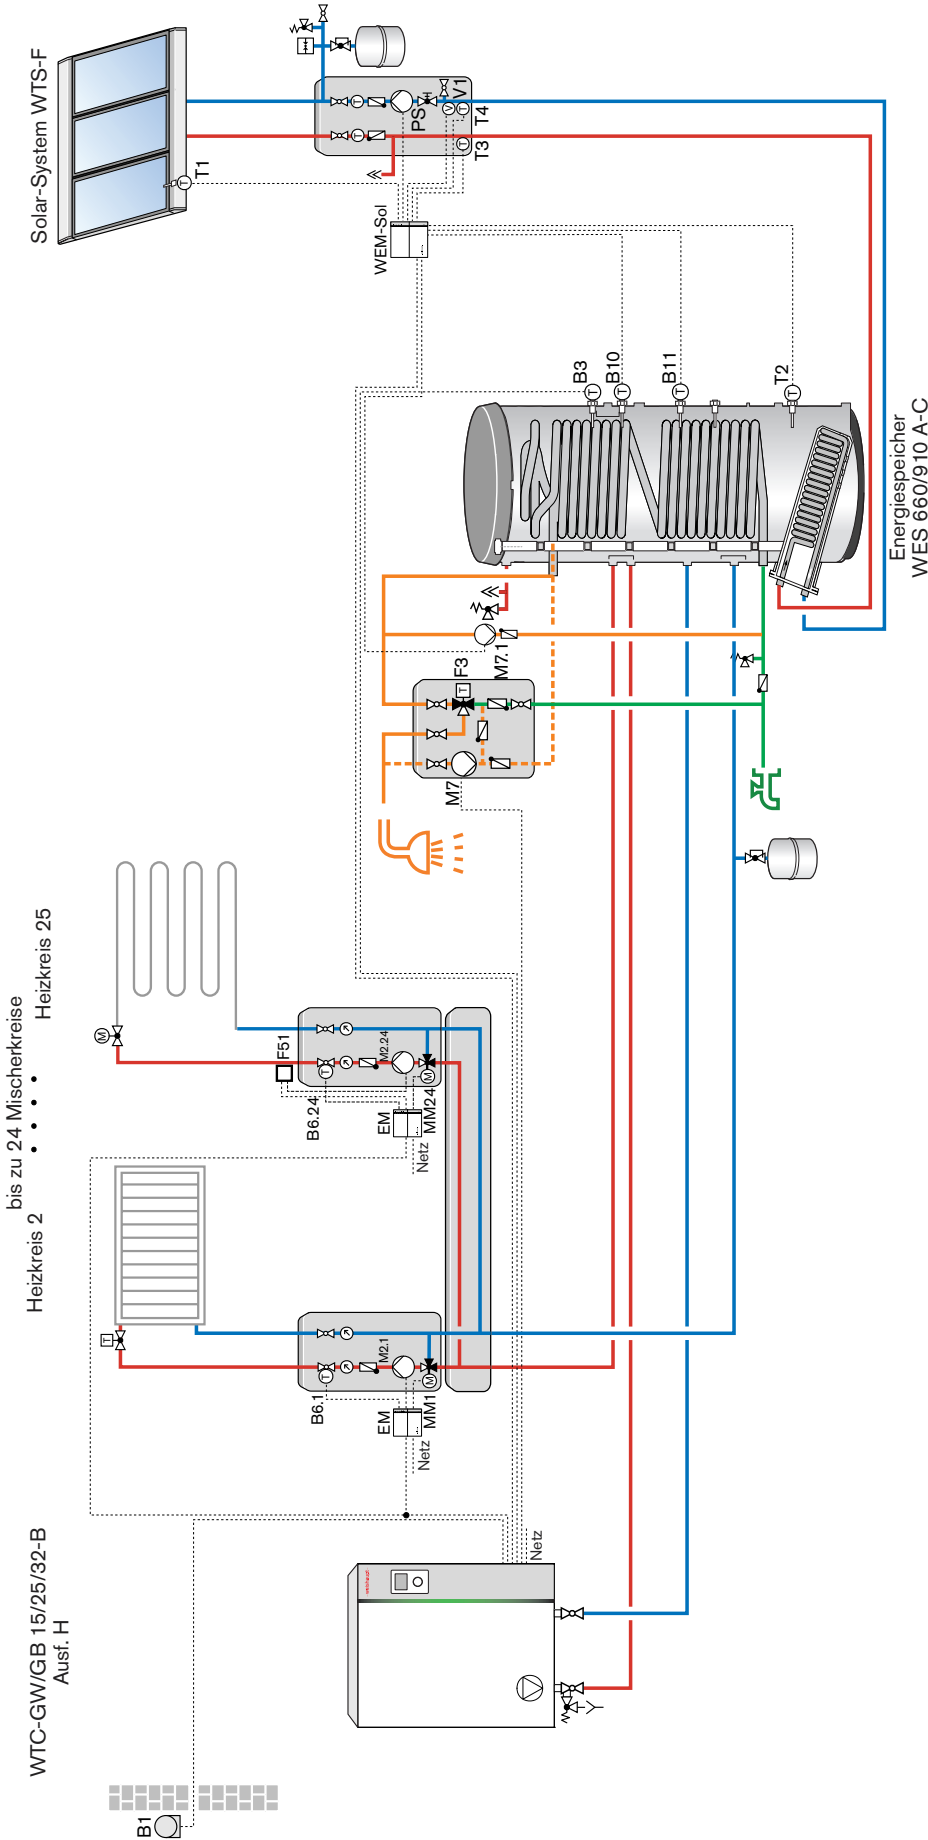 Solar-System WTS-F
T1
PS
V
V1
T4
T3
WEM-Sol
B3
B10
B11
T2
Energiespeicher
WES 660/910 A-C
F3
M7.1
M7
bis zu 24 Mischerkreise
Heizkreis 2
Heizkreis 25
M
F51
M2.24
B6.24
EM
MM24
Netz
T
M2.1
B6.1
EM
MM1
Netz
WTC-GW/GB 15/25/32-B
Ausf. H
-weishaupt-
Netz
B1
T
T
T
T
T
T
T
T
T
T
T
T
M
M